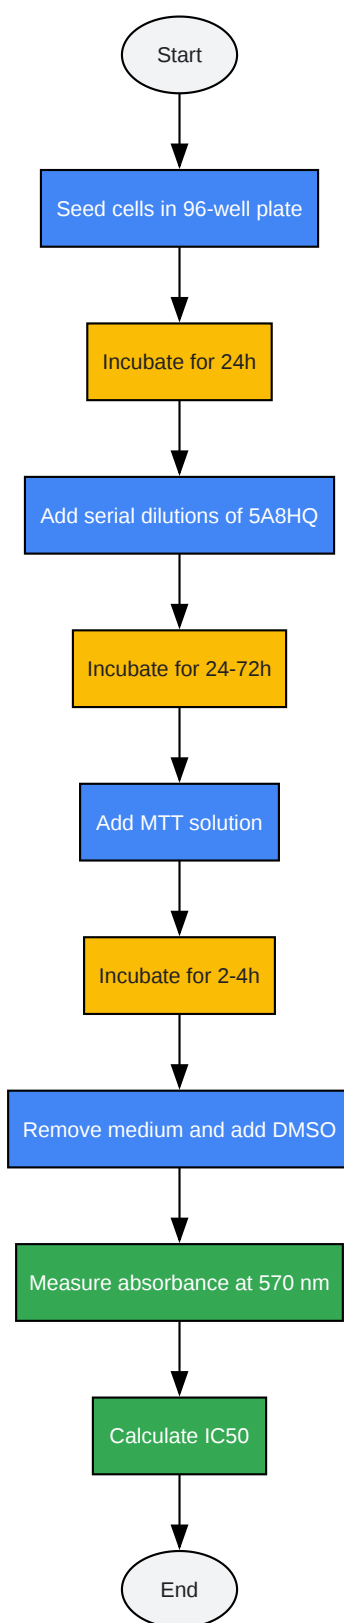 Start
Seed cells in 96-well plate
Incubate for 24h
Add serial dilutions of 5A8HQ
Incubate for 24-72h
Add MTT solution
Incubate for 2-4h
Remove medium and add DMSO
Measure absorbance at 570 nm
Calculate IC50
End